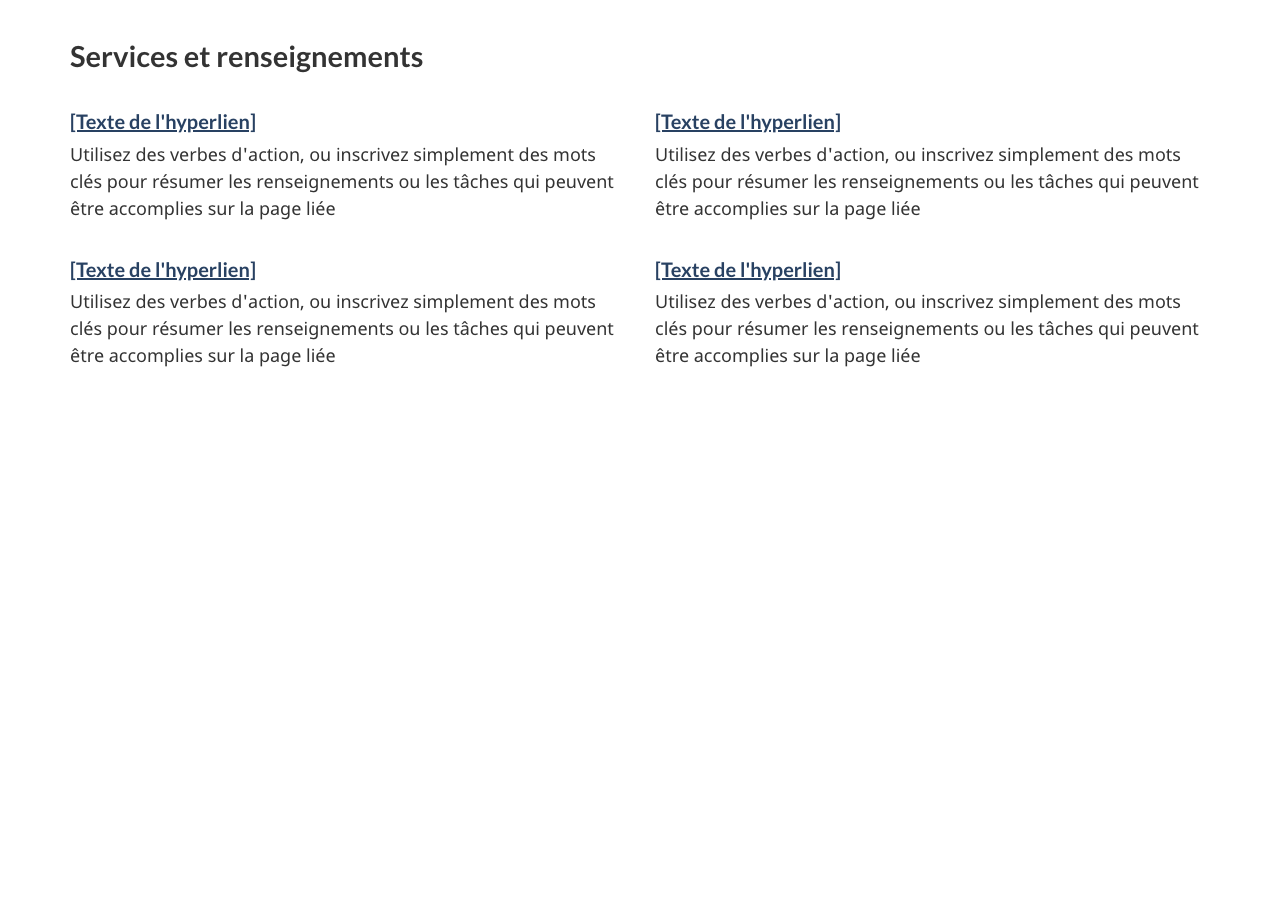 Services et renseignements
[Texte de l'hyperlien]
Utilisez des verbes d'action, ou inscrivez simplement des mots
clés pour résumer les renseignements ou les tâches qui peuvent
être accomplies sur la page liée
[Texte de l'hyperlien]
Utilisez des verbes d'action, ou inscrivez simplement des mots
clés pour résumer les renseignements ou les tâches qui peuvent
être accomplies sur la page liée
[Texte de l'hyperlien]
Utilisez des verbes d'action, ou inscrivez simplement des mots
clés pour résumer les renseignements ou les tâches qui peuvent
être accomplies sur la page liée
[Texte de l'hyperlien]
Utilisez des verbes d'action, ou inscrivez simplement des mots
clés pour résumer les renseignements ou les tâches qui peuvent
être accomplies sur la page liée